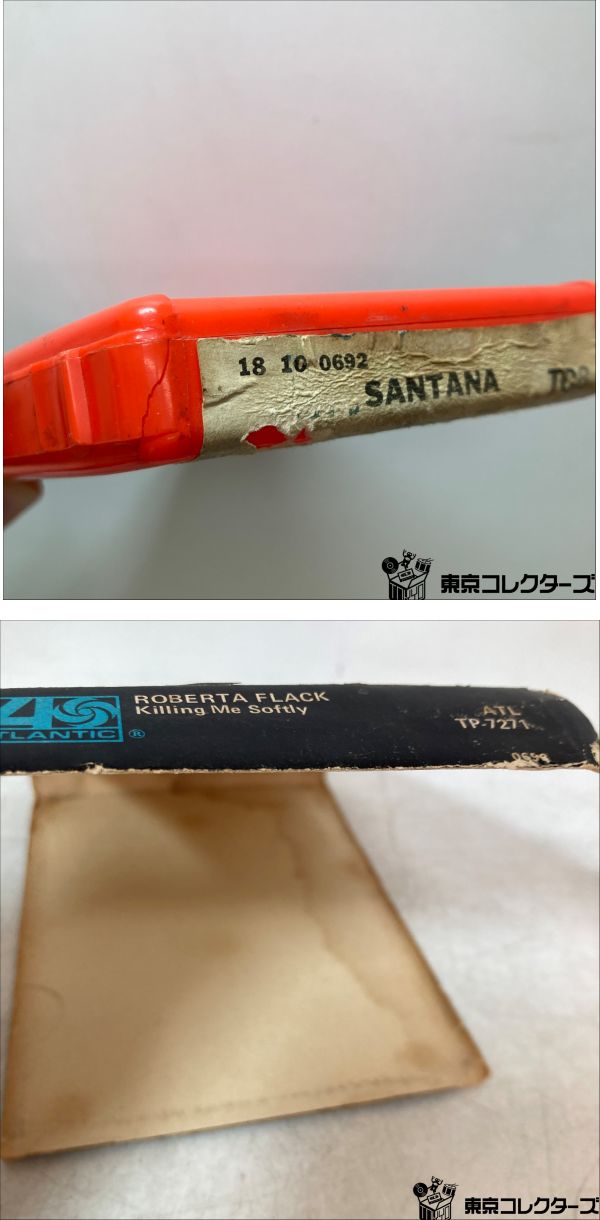 18 10 0692
SANTANA
東京コレクターズ
ROBERTA FLACK
Killing Me Softly
ATLANTIC ®
ATL
TP-7271
0698
東京コレクターズ